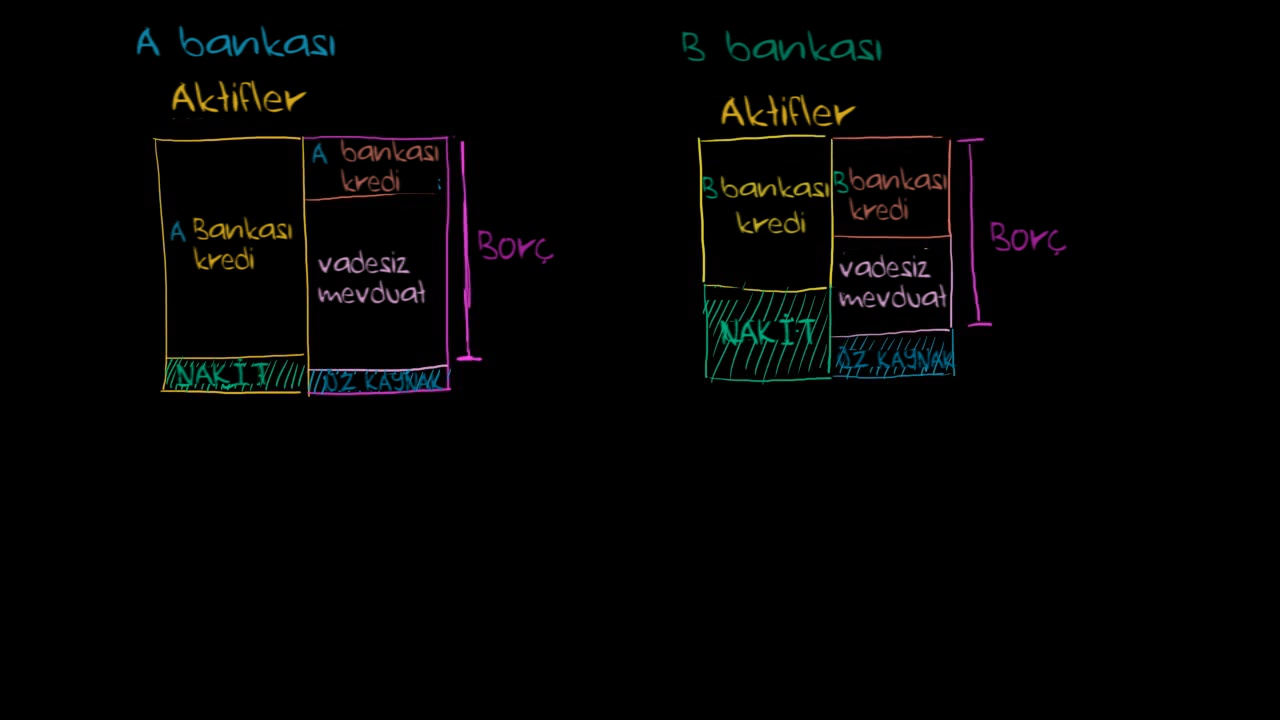 A bankası
Aktifler
A bankası
kredi
A Bankası
kredi
vadesiz
mevduat
Borç
NAKİT
ÖZ KAYNAK
B bankası
Aktifler
B bankası
kredi
B bankası
kredi
vadesiz
mevduat
Borç
NAKİT
ÖZ KAYNAK